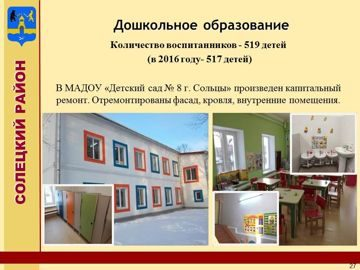 Дошкольное образование
Количество воспитанников - 519 детей
(в 2016 году- 517 детей)
В МАДОУ «Детский сад № 8 г. Сольцы» произведен капитальный
ремонт. Отремонтированы фасад, кровля, внутренние помещения.
СОЛЕЦКИЙ РАЙОН
27